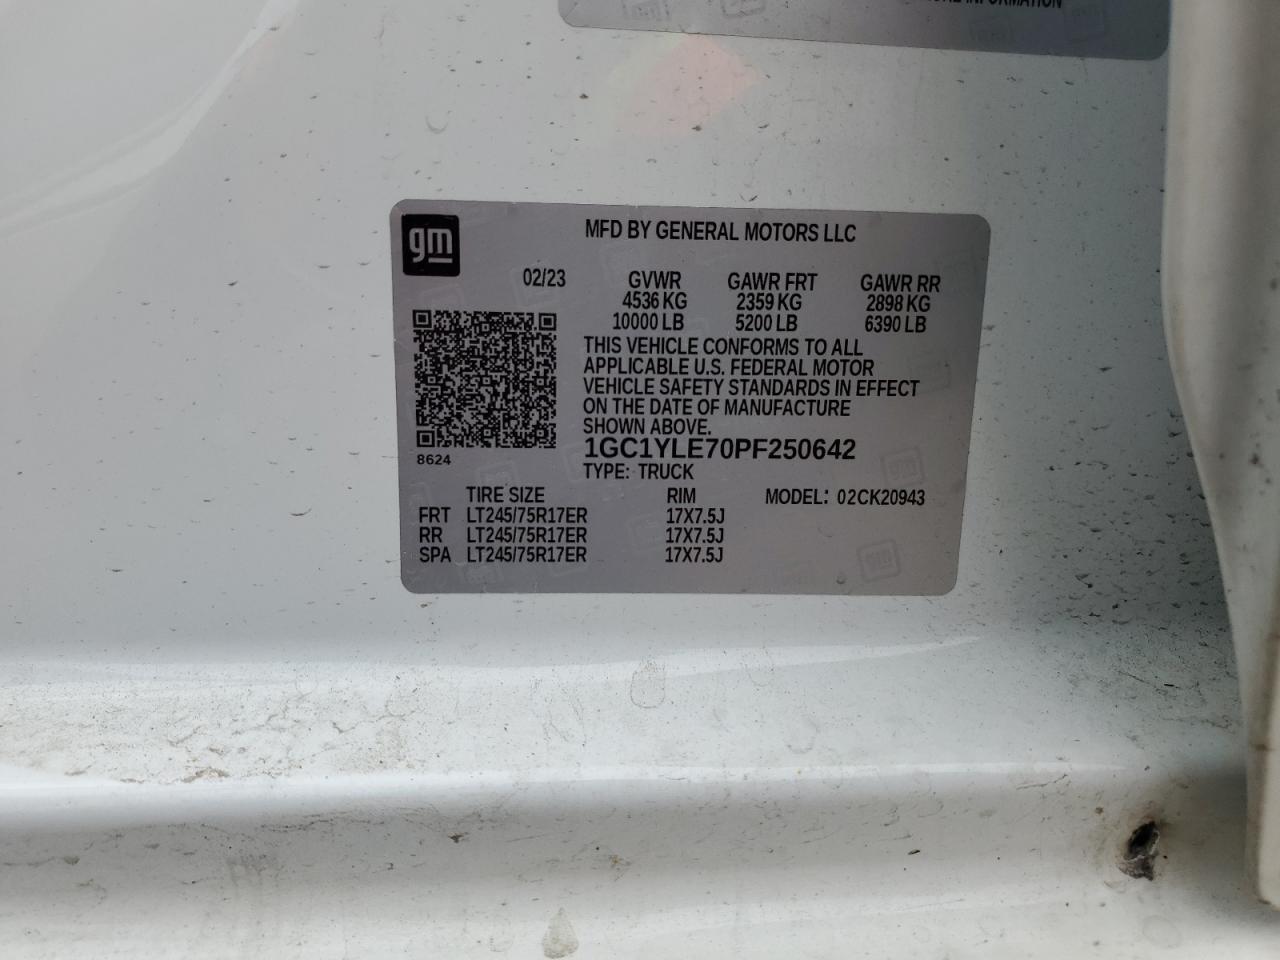 INFORMATION
gm
MFD BY GENERAL MOTORS LLC
02/23 GVWR GAWR FRT GAWR RR
4536 KG 2359 KG 2898 KG
10000 LB 5200 LB 6390 LB
THIS VEHICLE CONFORMS TO ALL
APPLICABLE U.S. FEDERAL MOTOR
VEHICLE SAFETY STANDARDS IN EFFECT
ON THE DATE OF MANUFACTURE
SHOWN ABOVE.
1GC1YLE70PF250642
8624
TYPE: TRUCK
TIRE SIZE RIM MODEL: 02CK20943
FRT LT245/75R17ER 17X7.5J
RR LT245/75R17ER 17X7.5J
SPA LT245/75R17ER 17X7.5J